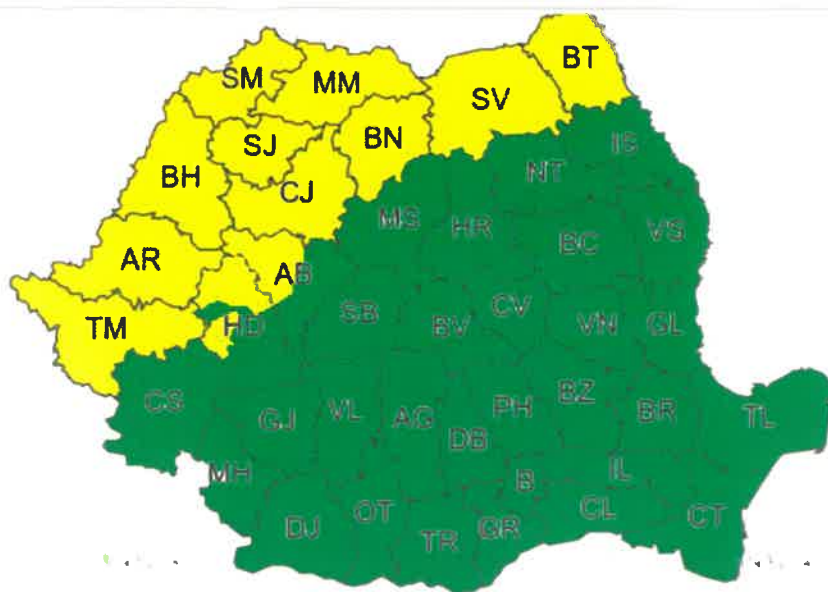 BT
SM MM
SV
SJ BN
IS
BH CJ NT
MS HR BC VS
AR AB
TM HD SB BV CV VN GL
CS GJ VL AG PH BZ BR TL
DB
MH B IL
DJ OT TR GR CL CT